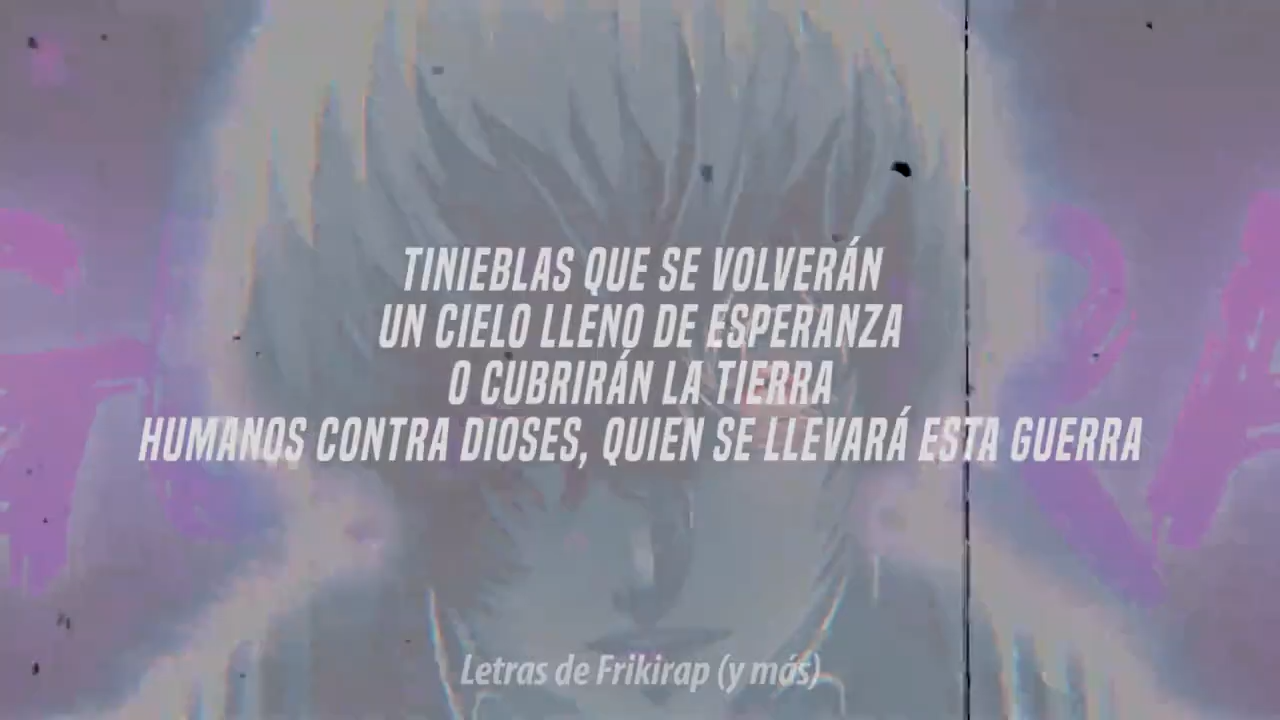 TINIEBLAS QUE SE VOLVERÁN
UN CIELO LLENO DE ESPERANZA
O CUBRIRÁN LA TIERRA
HUMANOS CONTRA DIOSES, QUIEN SE LLEVARÁ ESTA GUERRA
Letras de Frikirap (y más)